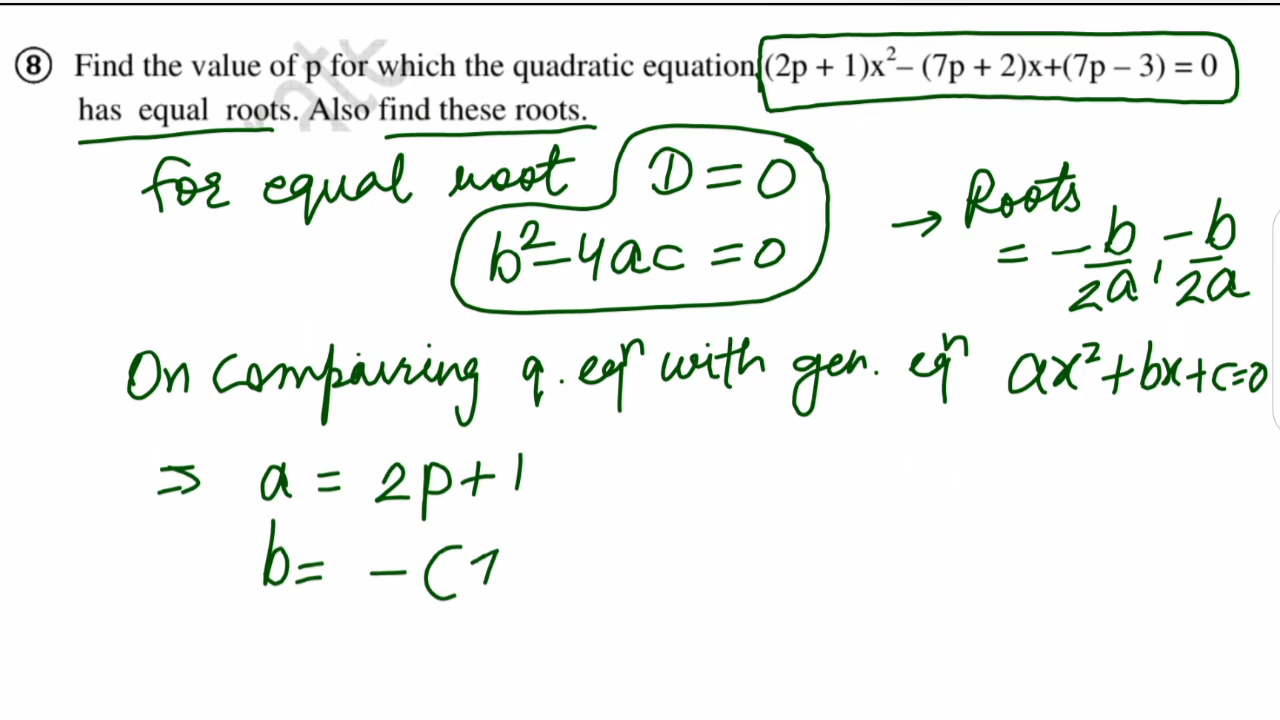 ⑧ Find the value of p for which the quadratic equation (2p + 1)x²– (7p + 2)x+(7p – 3) = 0
has equal roots. Also find these roots.
for equal root D = 0
b² - 4ac = 0
→ Roots
= -b/2a, -b/2a
On compairing q. eqⁿ with gen. eqⁿ ax²+bx+c=0
⇒ a = 2p+1
b = - (7